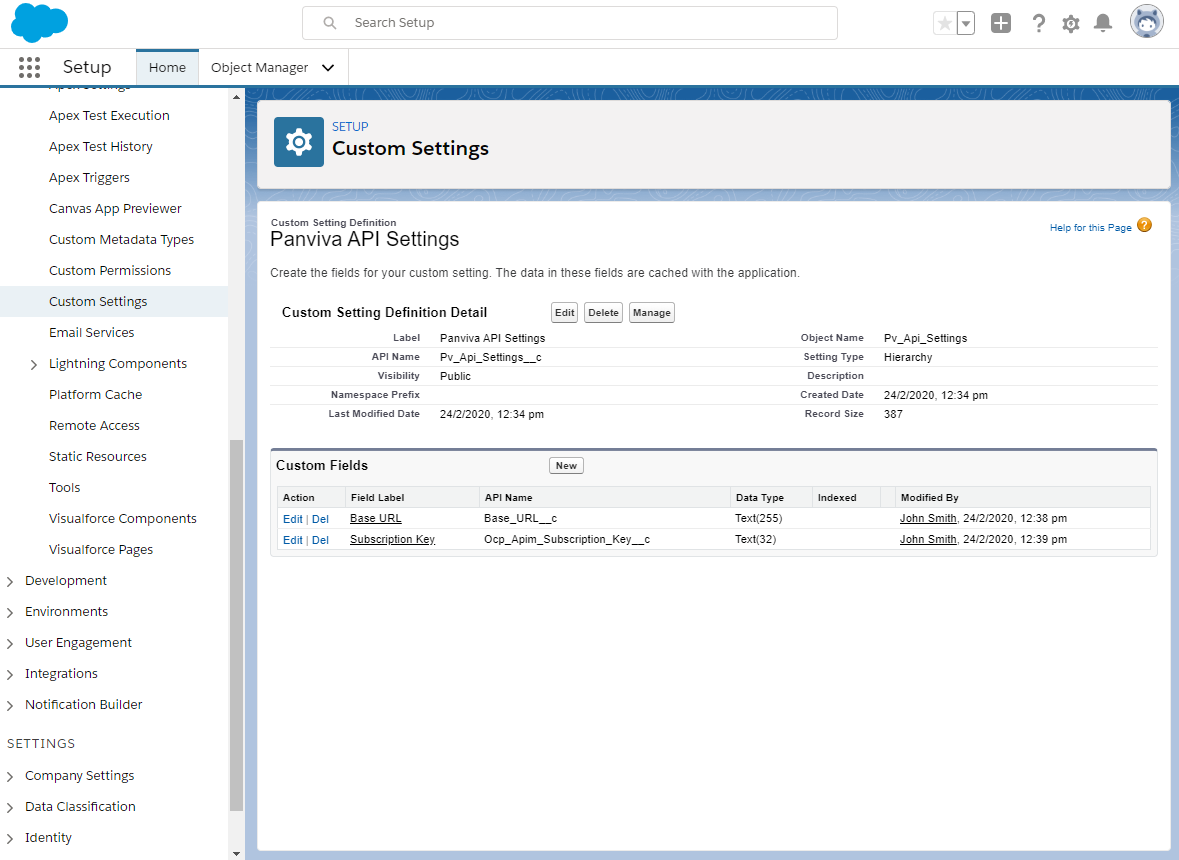 Search Setup
Setup
Home
Object Manager
Apex Settings
Apex Test Execution
Apex Test History
Apex Triggers
Canvas App Previewer
Custom Metadata Types
Custom Permissions
Custom Settings
Email Services
Lightning Components
Platform Cache
Remote Access
Static Resources
Tools
Visualforce Components
Visualforce Pages
Development
Environments
User Engagement
Integrations
Notification Builder
SETTINGS
Company Settings
Data Classification
Identity
SETUP
Custom Settings
Custom Setting Definition
Panviva API Settings
Help for this Page ?
Create the fields for your custom setting. The data in these fields are cached with the application.
Custom Setting Definition Detail Edit Delete Manage
Label Panviva API Settings Object Name Pv_Api_Settings
API Name Pv_Api_Settings__c Setting Type Hierarchy
Visibility Public Description
Namespace Prefix Created Date 24/2/2020, 12:34 pm
Last Modified Date 24/2/2020, 12:34 pm Record Size 387
Custom Fields New
Action Field Label API Name Data Type Indexed Modified By
Edit | Del Base URL Base_URL__c Text(255) John Smith, 24/2/2020, 12:38 pm
Edit | Del Subscription Key Ocp_Apim_Subscription_Key__c Text(32) John Smith, 24/2/2020, 12:39 pm